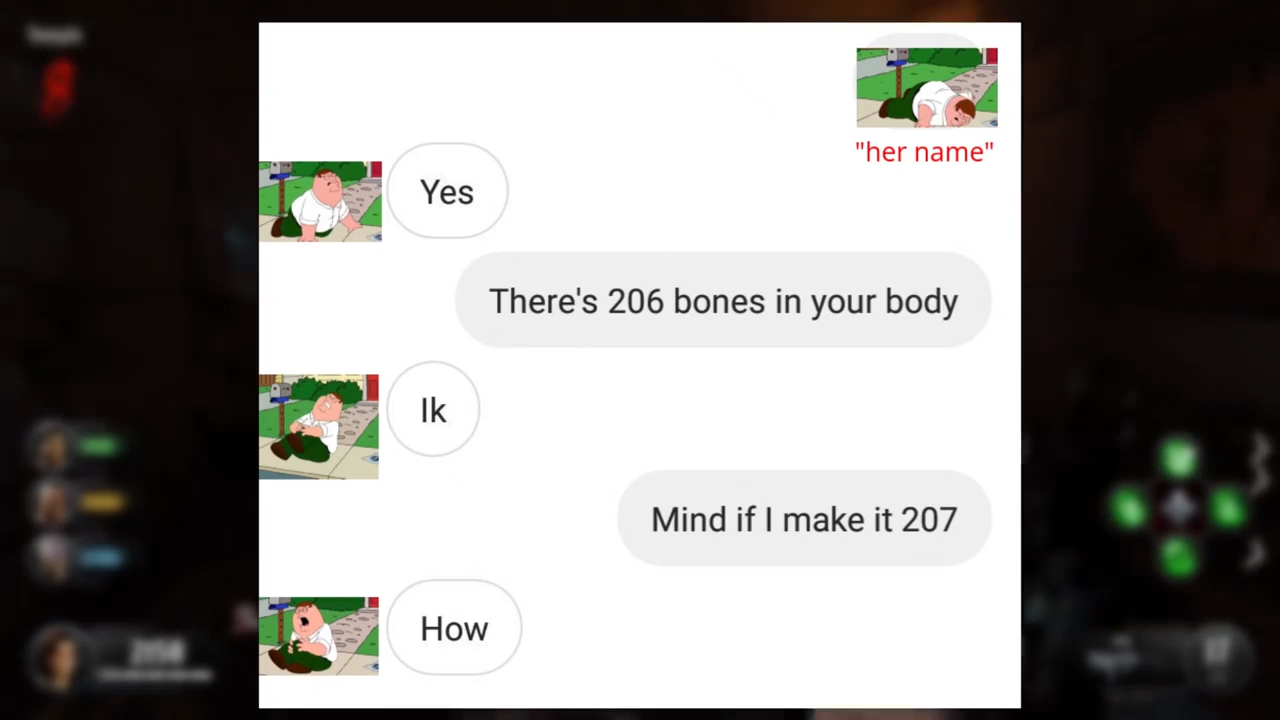 "her name"
Yes
There's 206 bones in your body
Ik
Mind if I make it 207
How